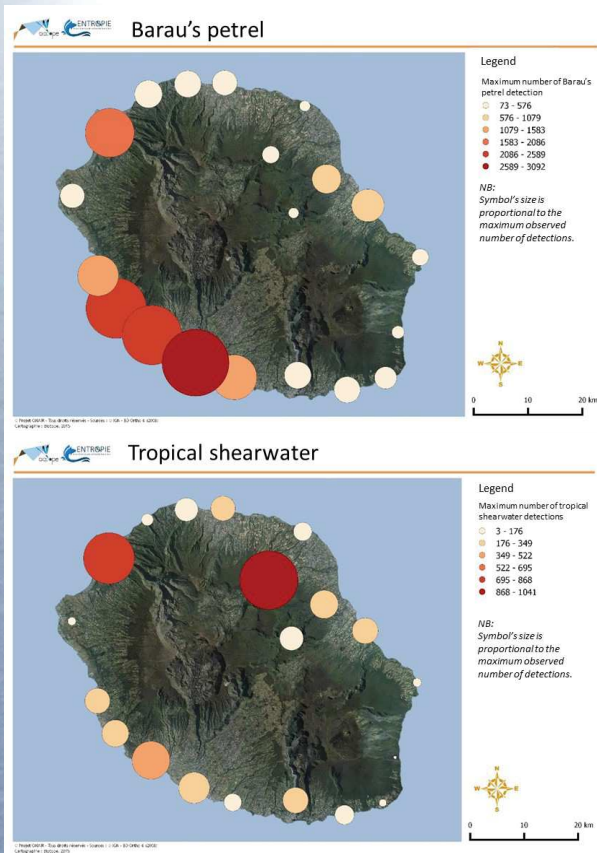 ENTROPIE
Barau's petrel
Legend
Maximum number of Barau's
petrel detection
73 - 576
576 - 1079
1079 - 1583
1583 - 2086
2086 - 2589
2589 - 3092
NB:
Symbol's size is
proportional to the
maximum observed
number of detections.
N
W E
S
0 10 20 km
ENTROPIE
Tropical shearwater
Legend
Maximum number of tropical
shearwater detections
3 - 176
176 - 349
349 - 522
522 - 695
695 - 868
868 - 1041
NB:
Symbol's size is
proportional to the
maximum observed
number of detections.
N
W E
S
0 10 20 km